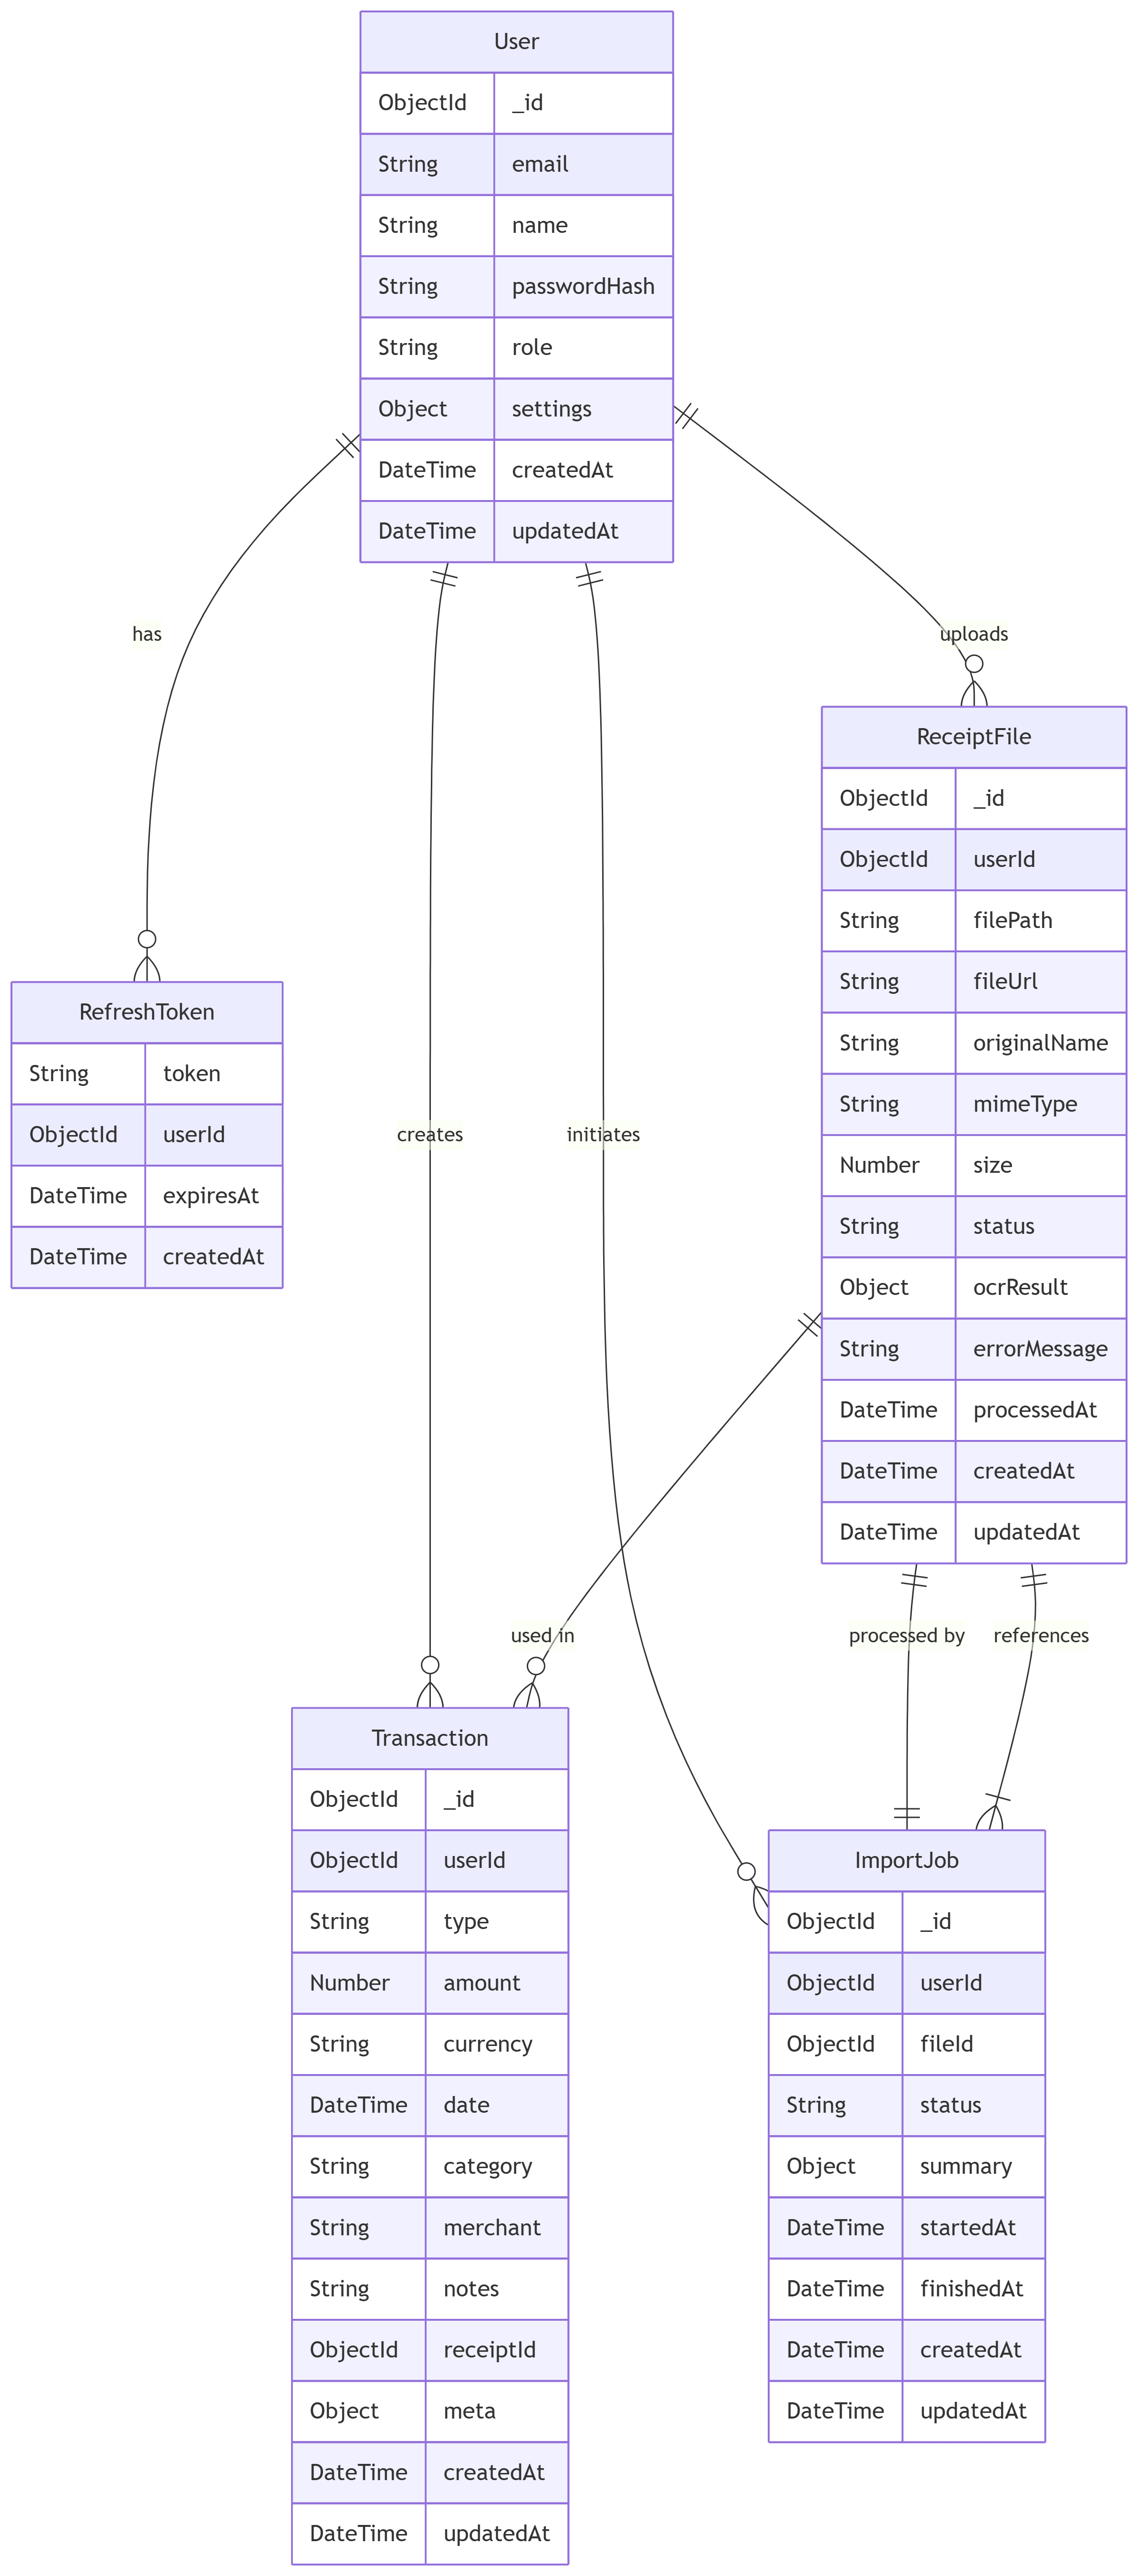 User
ObjectId _id
String email
String name
String passwordHash
String role
Object settings
DateTime createdAt
DateTime updatedAt
has
uploads
ReceiptFile
ObjectId _id
ObjectId userId
String filePath
String fileUrl
String originalName
String mimeType
Number size
String status
Object ocrResult
String errorMessage
DateTime processedAt
DateTime createdAt
DateTime updatedAt
RefreshToken
String token
ObjectId userId
DateTime expiresAt
DateTime createdAt
creates
initiates
used in
processed by
references
Transaction
ObjectId _id
ObjectId userId
String type
Number amount
String currency
DateTime date
String category
String merchant
String notes
ObjectId receiptId
Object meta
DateTime createdAt
DateTime updatedAt
ImportJob
ObjectId _id
ObjectId userId
ObjectId fileId
String status
Object summary
DateTime startedAt
DateTime finishedAt
DateTime createdAt
DateTime updatedAt